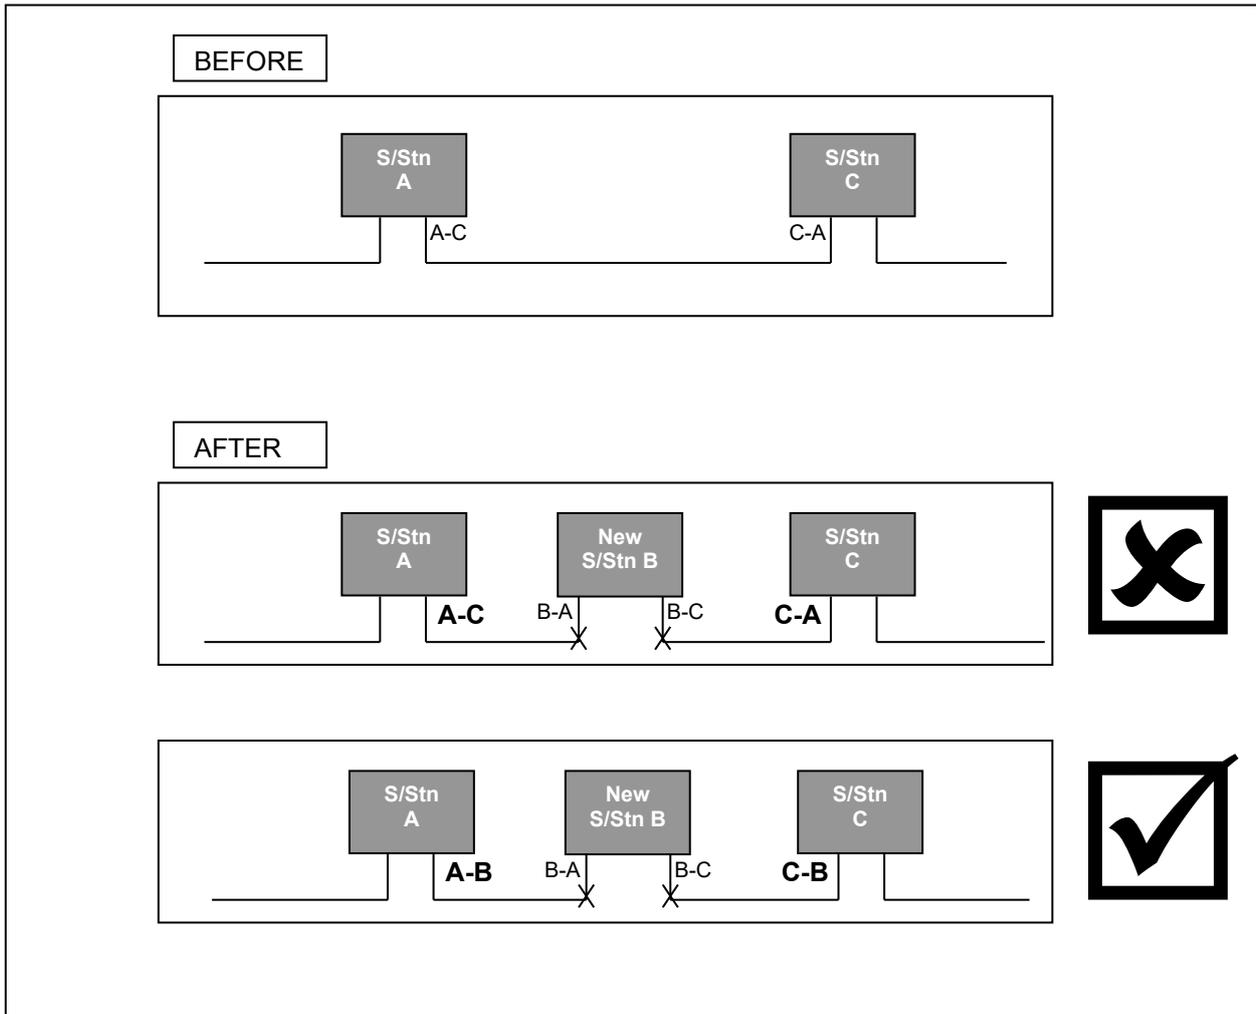 BEFORE
S/Stn
A
S/Stn
C
A-C
C-A
AFTER
S/Stn
A
New
S/Stn B
S/Stn
C
A-C
B-A
B-C
C-A
S/Stn
A
New
S/Stn B
S/Stn
C
A-B
B-A
B-C
C-B